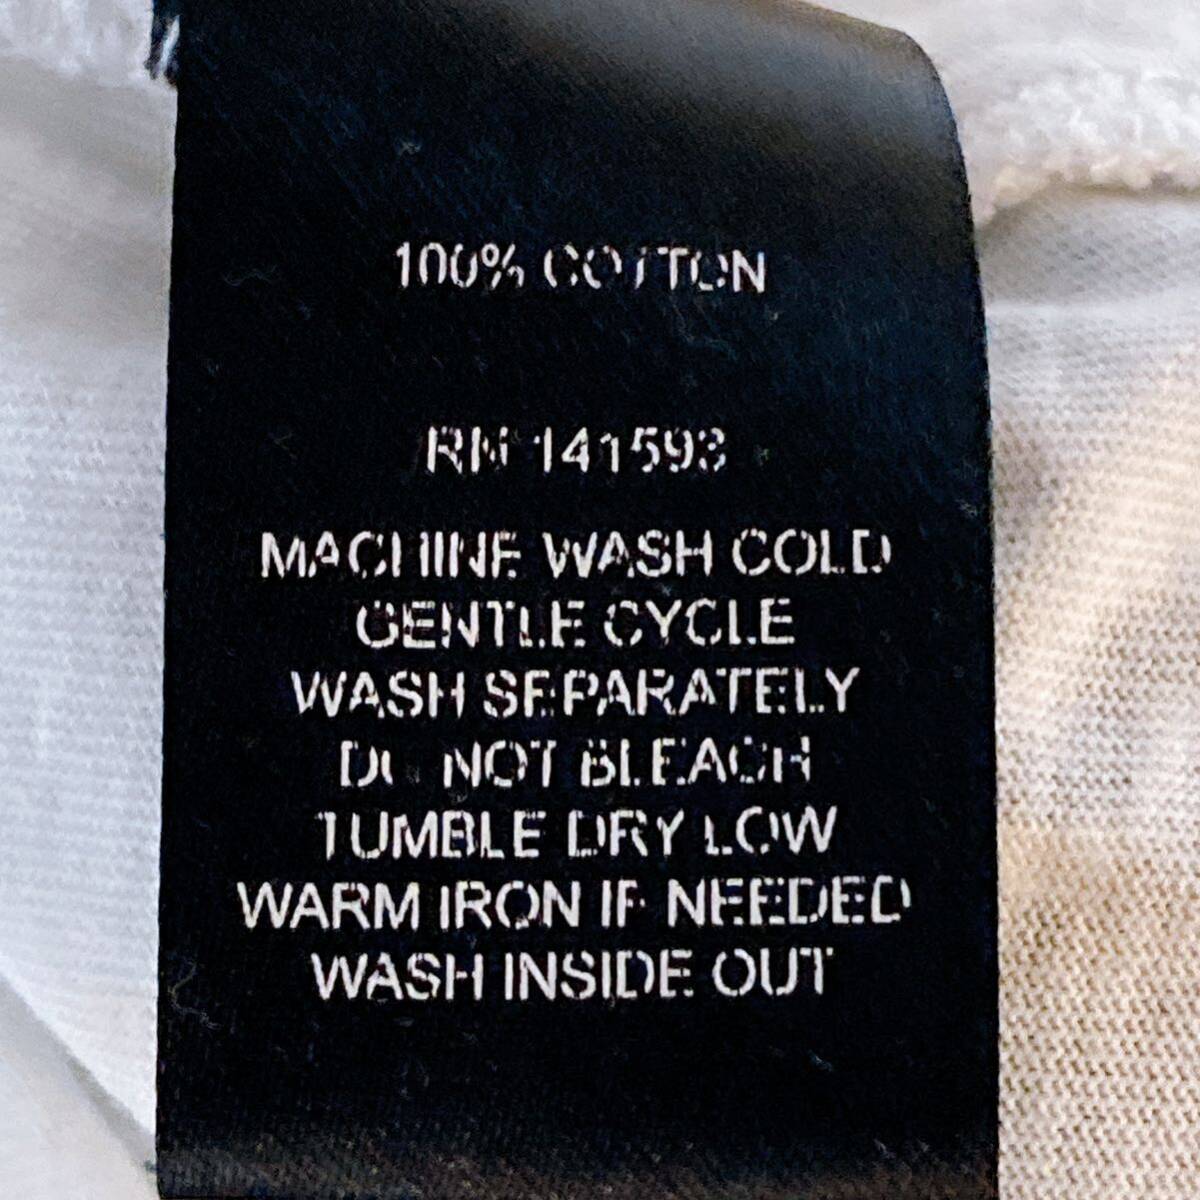 100% COTTON
RN 141593
MACHINE WASH COLD
GENTLE CYCLE
WASH SEPARATELY
DO NOT BLEACH
TUMBLE DRY LOW
WARM IRON IF NEEDED
WASH INSIDE OUT